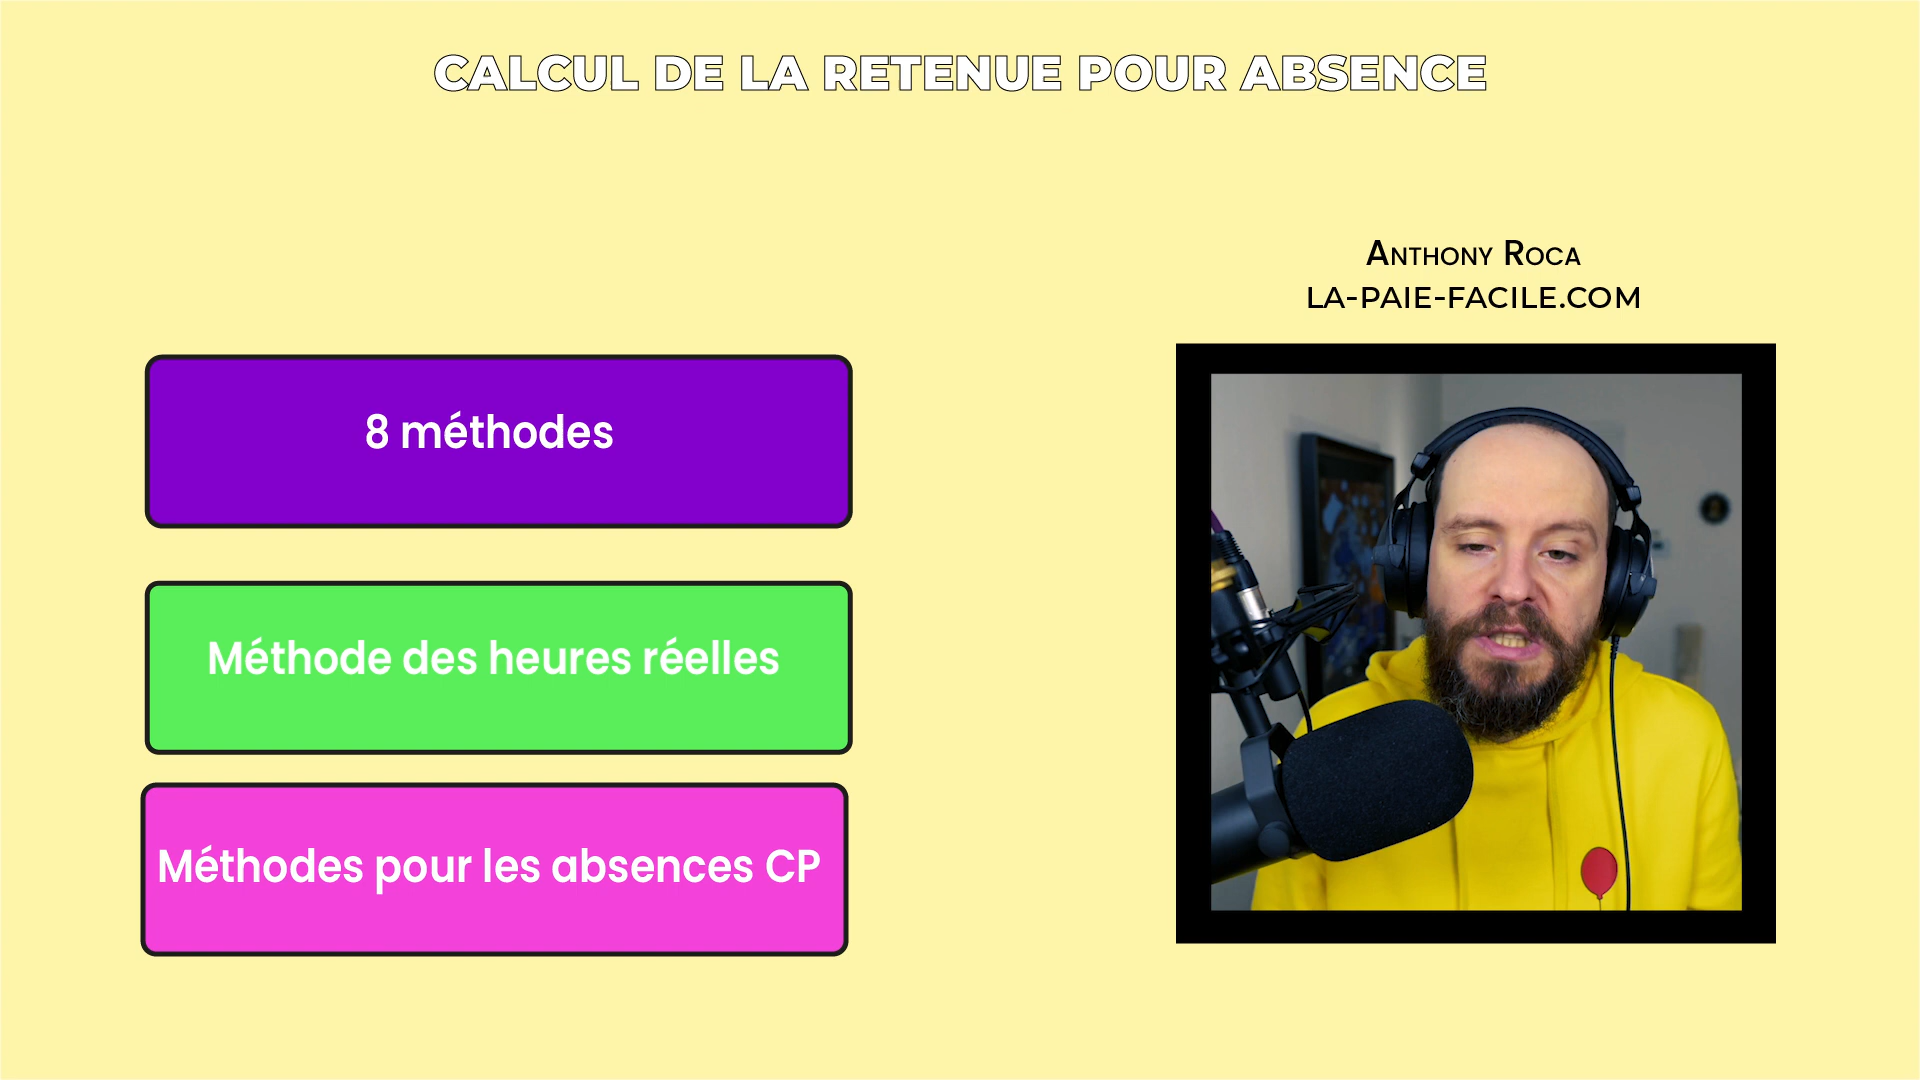 CALCUL DE LA RETENUE POUR ABSENCE
Anthony Roca
LA-PAIE-FACILE.COM
8 méthodes
Méthode des heures réelles
Méthodes pour les absences CP